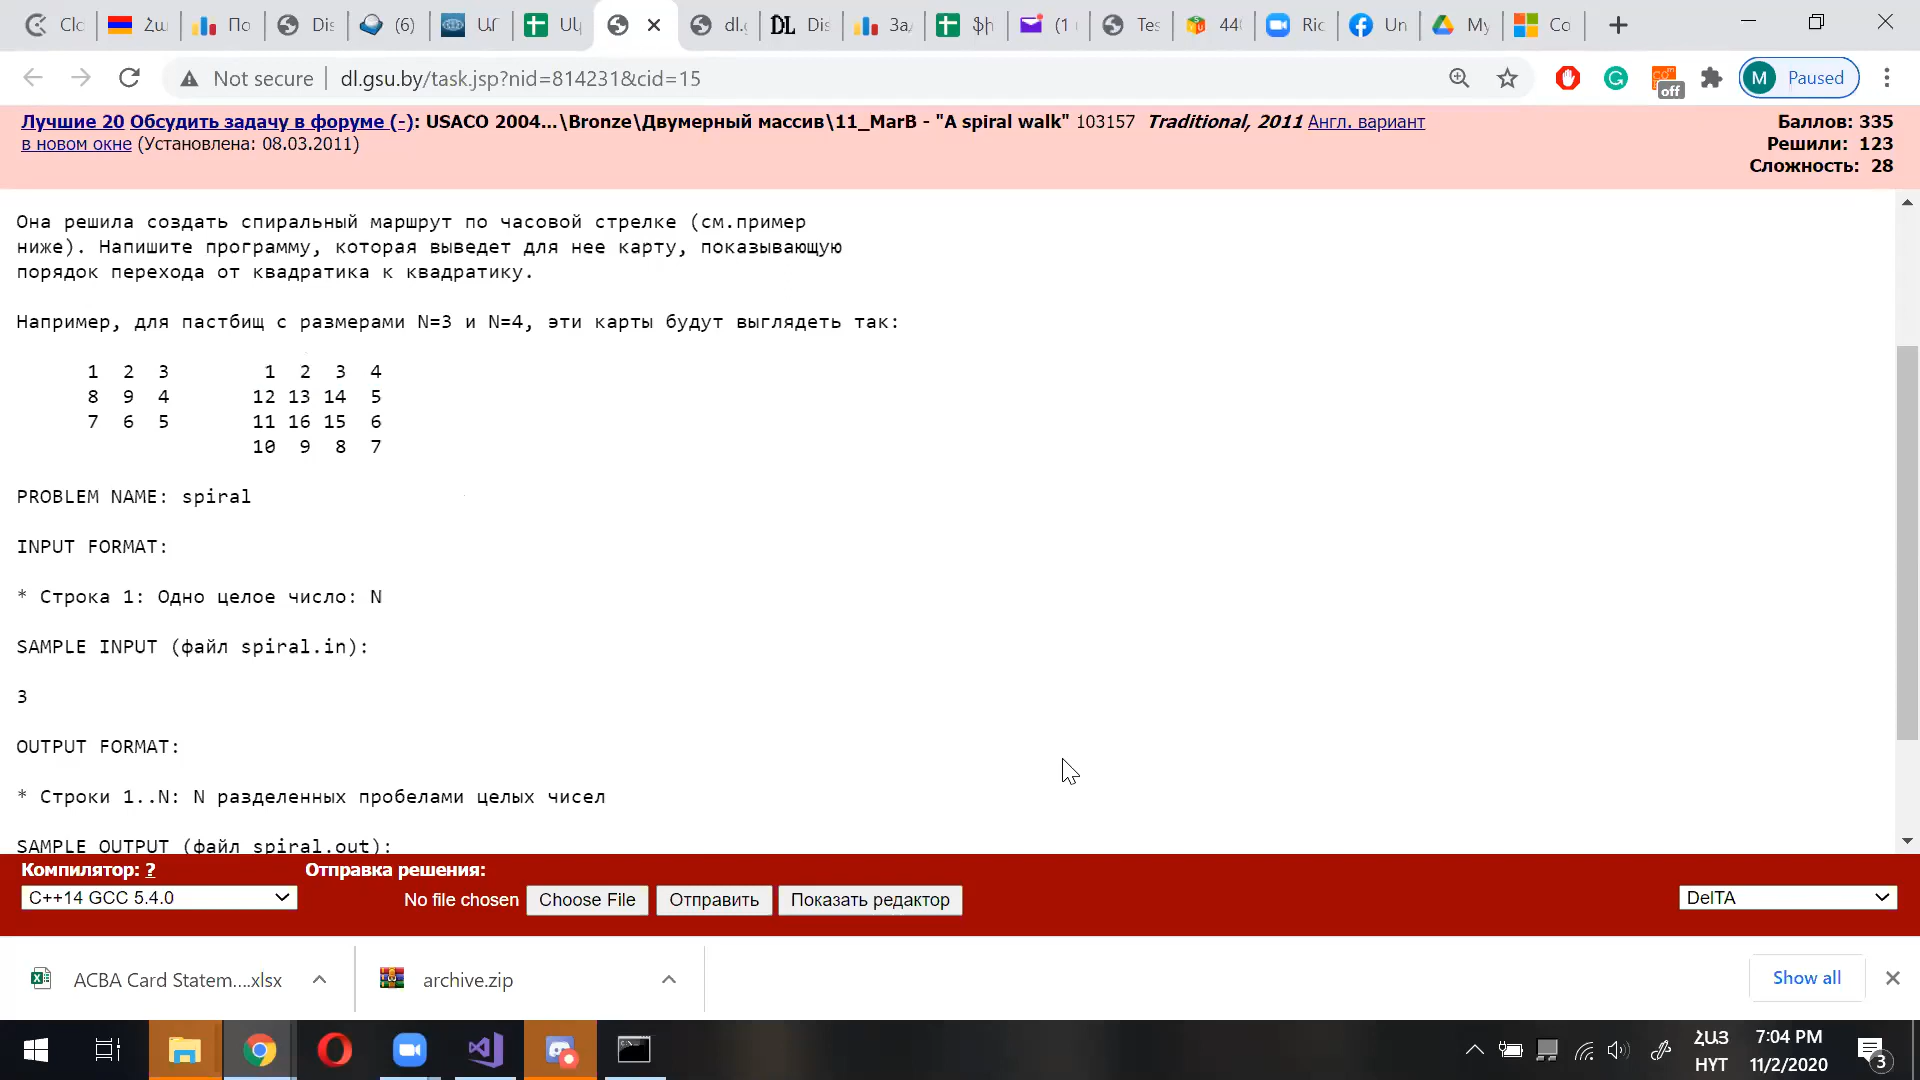 (6)
Not secure
dl.gsu.by/task.jsp?nid=814231&cid=15
off
M
Paused
Лучшие 20 Обсудить задачу в форуме (-): USACO 2004...\Bronze\Двумерный массив\11_MarB - "A spiral walk" 103157 Traditional, 2011 Англ. вариант
в новом окне (Установлена: 08.03.2011)
Баллов: 335
Решили: 123
Сложность: 28
Она решила создать спиральный маршрут по часовой стрелке (см.пример
ниже). Напишите программу, которая выведет для нее карту, показывающую
порядок перехода от квадратика к квадратику.
Например, для пастбищ с размерами N=3 и N=4, эти карты будут выглядеть так:
1 2 3 1 2 3 4
8 9 4 12 13 14 5
7 6 5 11 16 15 6
10 9 8 7
PROBLEM NAME: spiral
INPUT FORMAT:
* Строка 1: Одно целое число: N
SAMPLE INPUT (файл spiral.in):
3
OUTPUT FORMAT:
* Строки 1..N: N разделенных пробелами целых чисел
SAMPLE OUTPUT (файл spiral.out):
Компилятор: ?
Отправка решения:
C++14 GCC 5.4.0
No file chosen
Choose File
Отправить
Показать редактор
DelTA
ACBA Card Statem....xlsx
archive.zip
Show all
ՀԱՅ
HYT
7:04 PM
11/2/2020
3